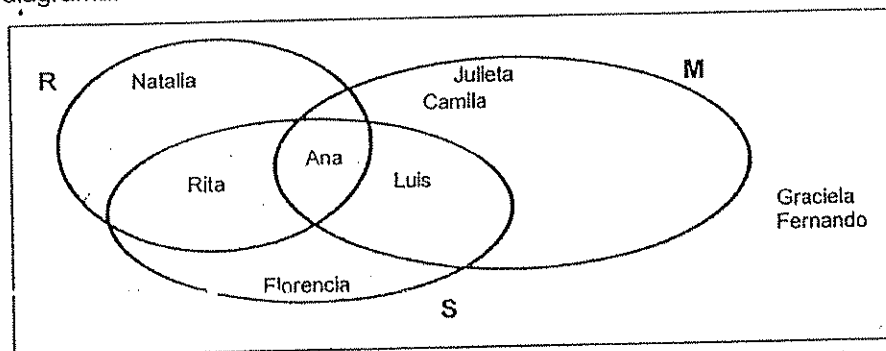 R
Natalia
Julieta
Camila
M
Ana
Rita
Luis
Graciela
Fernando
Florencia
S